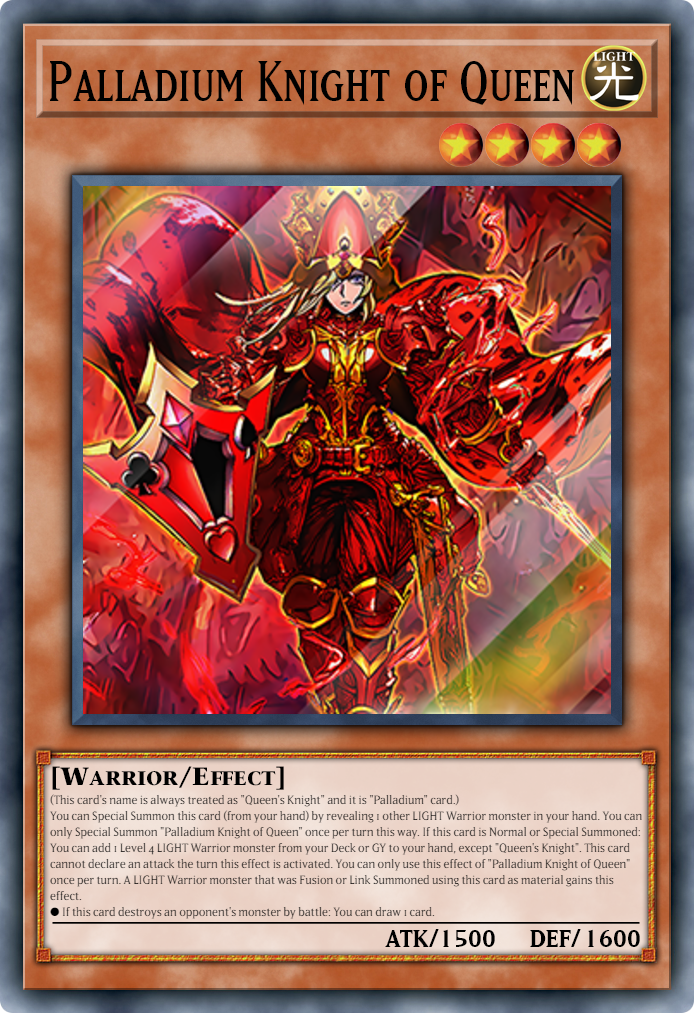 PALLADIUM KNIGHT OF QUEEN
LIGHT
光
[WARRIOR/EFFECT]
(This card's name is always treated as "Queen's Knight" and it is "Palladium" card.)
You can Special Summon this card (from your hand) by revealing 1 other LIGHT Warrior monster in your hand. You can
only Special Summon "Palladium Knight of Queen" once per turn this way. If this card is Normal or Special Summoned:
You can add 1 Level 4 LIGHT Warrior monster from your Deck or GY to your hand, except "Queen's Knight". This card
cannot declare an attack the turn this effect is activated. You can only use this effect of "Palladium Knight of Queen"
once per turn. A LIGHT Warrior monster that was Fusion or Link Summoned using this card as material gains this
effect.
● If this card destroys an opponent's monster by battle: You can draw 1 card.
ATK/1500 DEF/1600